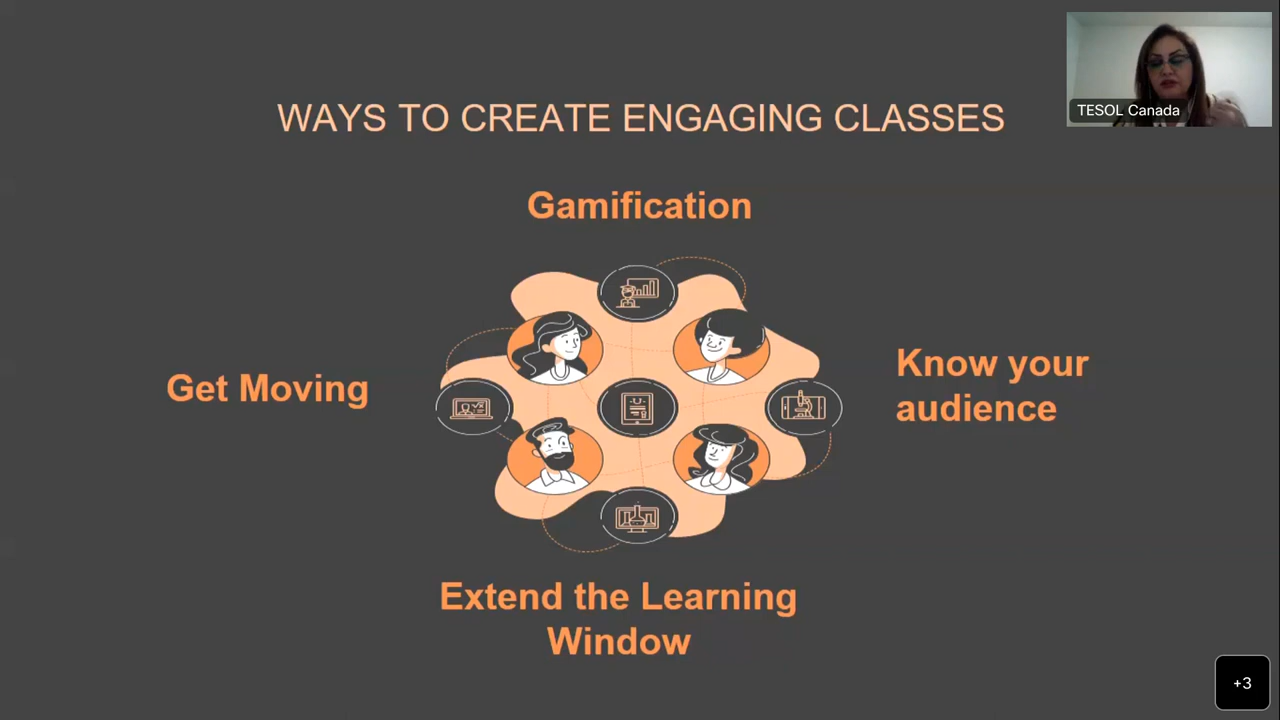 TESOL Canada
WAYS TO CREATE ENGAGING CLASSES
Gamification
Get Moving
Know your
audience
Extend the Learning
Window
+3